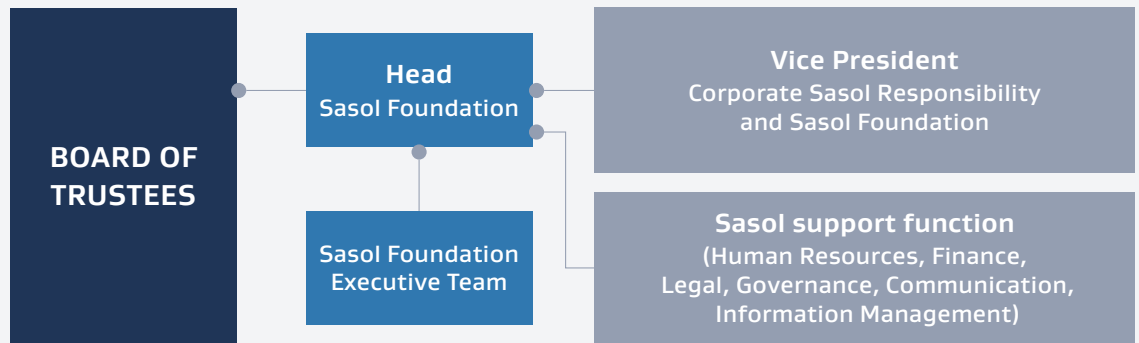 BOARD OF
TRUSTEES
Head
Sasol Foundation
Sasol Foundation
Executive Team
Vice President
Corporate Sasol Responsibility
and Sasol Foundation
Sasol support function
(Human Resources, Finance,
Legal, Governance, Communication,
Information Management)